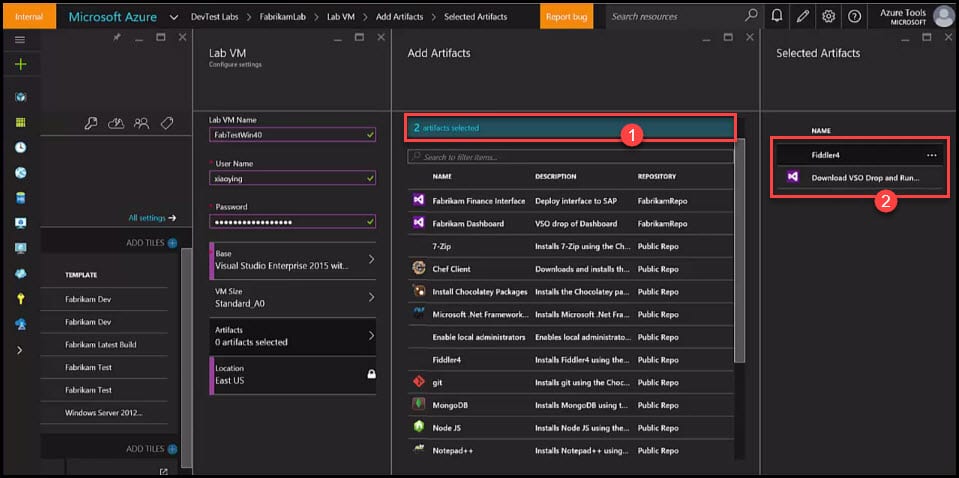 Internal
Microsoft Azure
DevTest Labs > FabrikamLab > Lab VM > Add Artifacts > Selected Artifacts
Report bug
Search resources
Azure Tools
MICROSOFT
All settings →
ADD TILES
TEMPLATE
Fabrikam Dev
Fabrikam Dev
Fabrikam Latest Build
Fabrikam Test
Fabrikam Test
Windows Server 2012...
ADD TILES
Lab VM
Configure settings
Lab VM Name
FabTestWin40
* User Name
xiaoying
* Password
Base
Visual Studio Enterprise 2015 wit...
VM Size
Standard_A0
Artifacts
0 artifacts selected
Location
East US
Add Artifacts
2 artifacts selected
1
Search to filter items...
NAME DESCRIPTION REPOSITORY
Fabrikam Finance Interface Deploy interface to SAP FabrikamRepo
Fabrikam Dashboard VSO drop of Dashboard FabrikamRepo
7-Zip Installs 7-Zip using the Ch... Public Repo
Chef Client Downloads and installs th... Public Repo
Install Chocolatey Packages Installs the Chocolatey pa... Public Repo
Microsoft .Net Framework... Installs Microsoft .Net Fr... Public Repo
Enable local administrators Enables local administrato... Public Repo
Fiddler4 Installs Fiddler4 using the... Public Repo
git Installs git using the Choc... Public Repo
MongoDB Installs MongoDB using t... Public Repo
Node JS Installs Node JS using the... Public Repo
Notepad++ Installs Notepad++ using... Public Repo
Selected Artifacts
NAME
Fiddler4 ...
Download VSO Drop and Run...
2